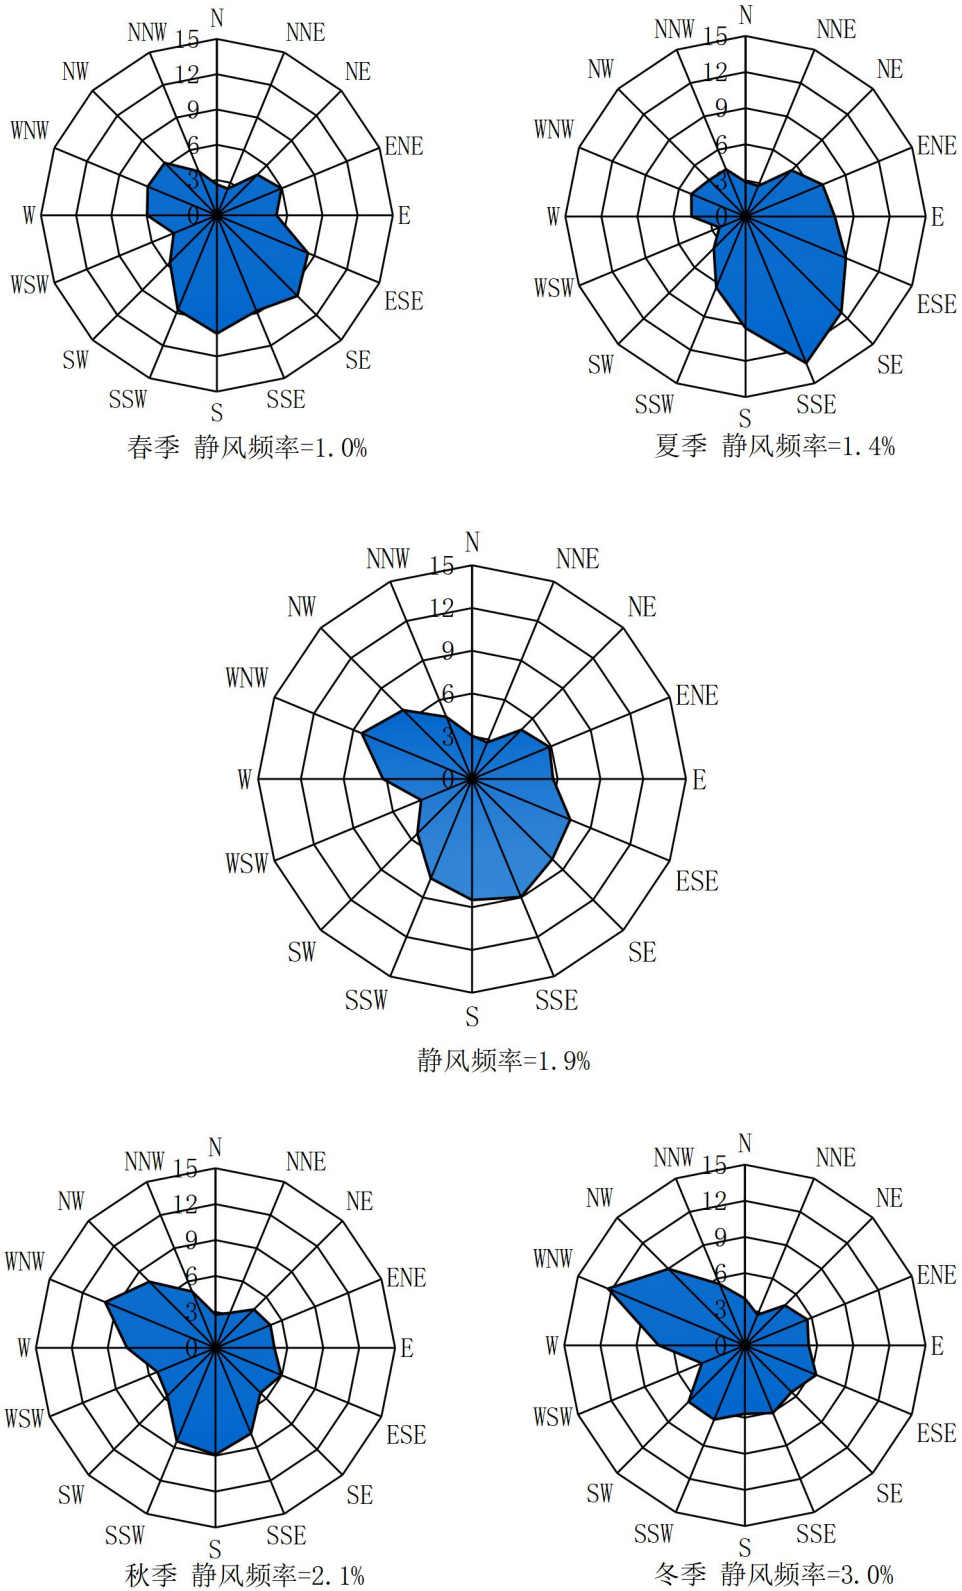 N
NNW 15 NNE
NW 12 NE
9
WNW 6 ENE
3
W 0 E
WSW ESE
SW SE
SSW SSE
S
春季 静风频率=1.0%
N
NNW 15 NNE
NW 12 NE
9
WNW 6 ENE
3
W 0 E
WSW ESE
SW SE
SSW SSE
S
夏季 静风频率=1.4%
N
NNW 15 NNE
NW 12 NE
9
WNW 6 ENE
3
W 0 E
WSW ESE
SW SE
SSW SSE
S
静风频率=1.9%
N
NNW 15 NNE
NW 12 NE
9
WNW 6 ENE
3
W 0 E
WSW ESE
SW SE
SSW SSE
S
秋季 静风频率=2.1%
N
NNW 15 NNE
NW 12 NE
9
WNW 6 ENE
3
W 0 E
WSW ESE
SW SE
SSW SSE
S
冬季 静风频率=3.0%